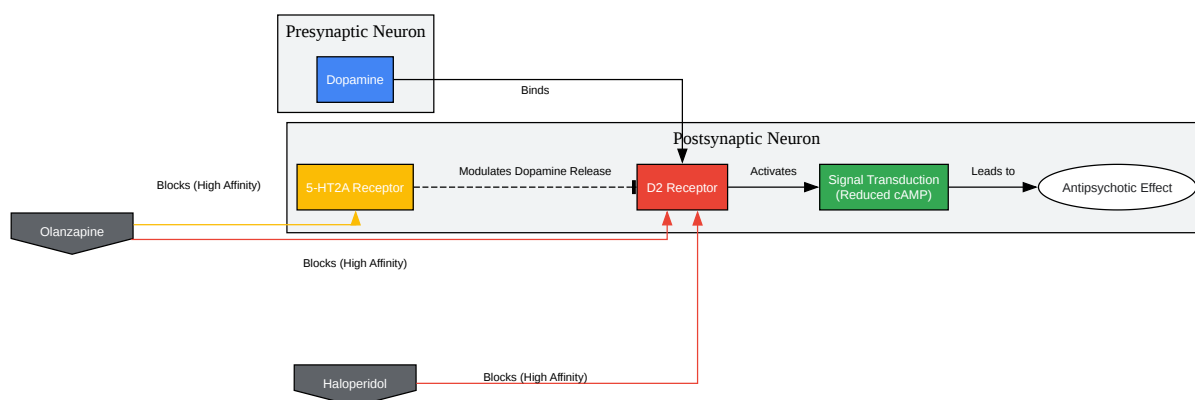 Presynaptic Neuron
Dopamine
Binds
Postsynaptic Neuron
Blocks (High Affinity)
5-HT2A Receptor
Modulates Dopamine Release
D2 Receptor
Activates
Signal Transduction
(Reduced cAMP)
Leads to
Antipsychotic Effect
Olanzapine
Blocks (High Affinity)
Haloperidol
Blocks (High Affinity)